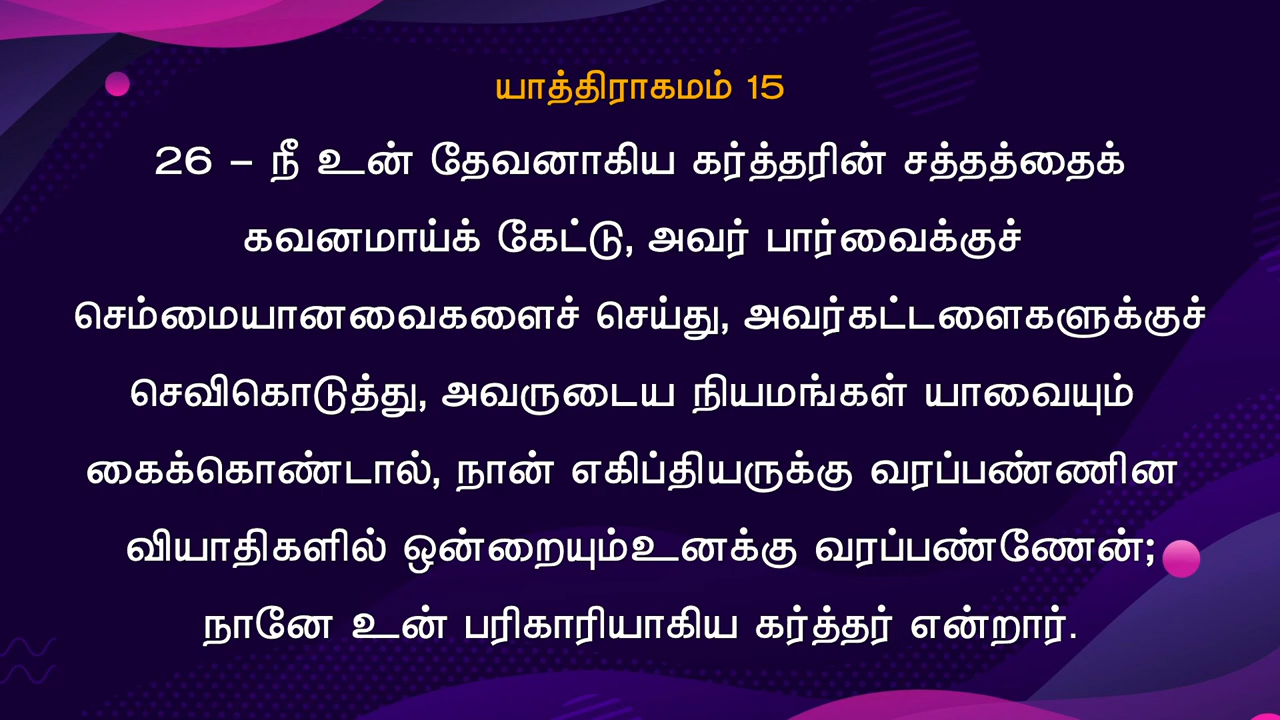 யாத்திராகமம் 15
26 – நீ உன் தேவனாகிய கர்த்தரின் சத்தத்தைக்
கவனமாய்க் கேட்டு, அவர் பார்வைக்குச்
செம்மையானவைகளைச் செய்து, அவர்கட்டளைகளுக்குச்
செவிகொடுத்து, அவருடைய நியமங்கள் யாவையும்
கைக்கொண்டால், நான் எகிப்தியருக்கு வரப்பண்ணின
வியாதிகளில் ஒன்றையும்உனக்கு வரப்பண்ணேன்;
நானே உன் பரிகாரியாகிய கர்த்தர் என்றார்.